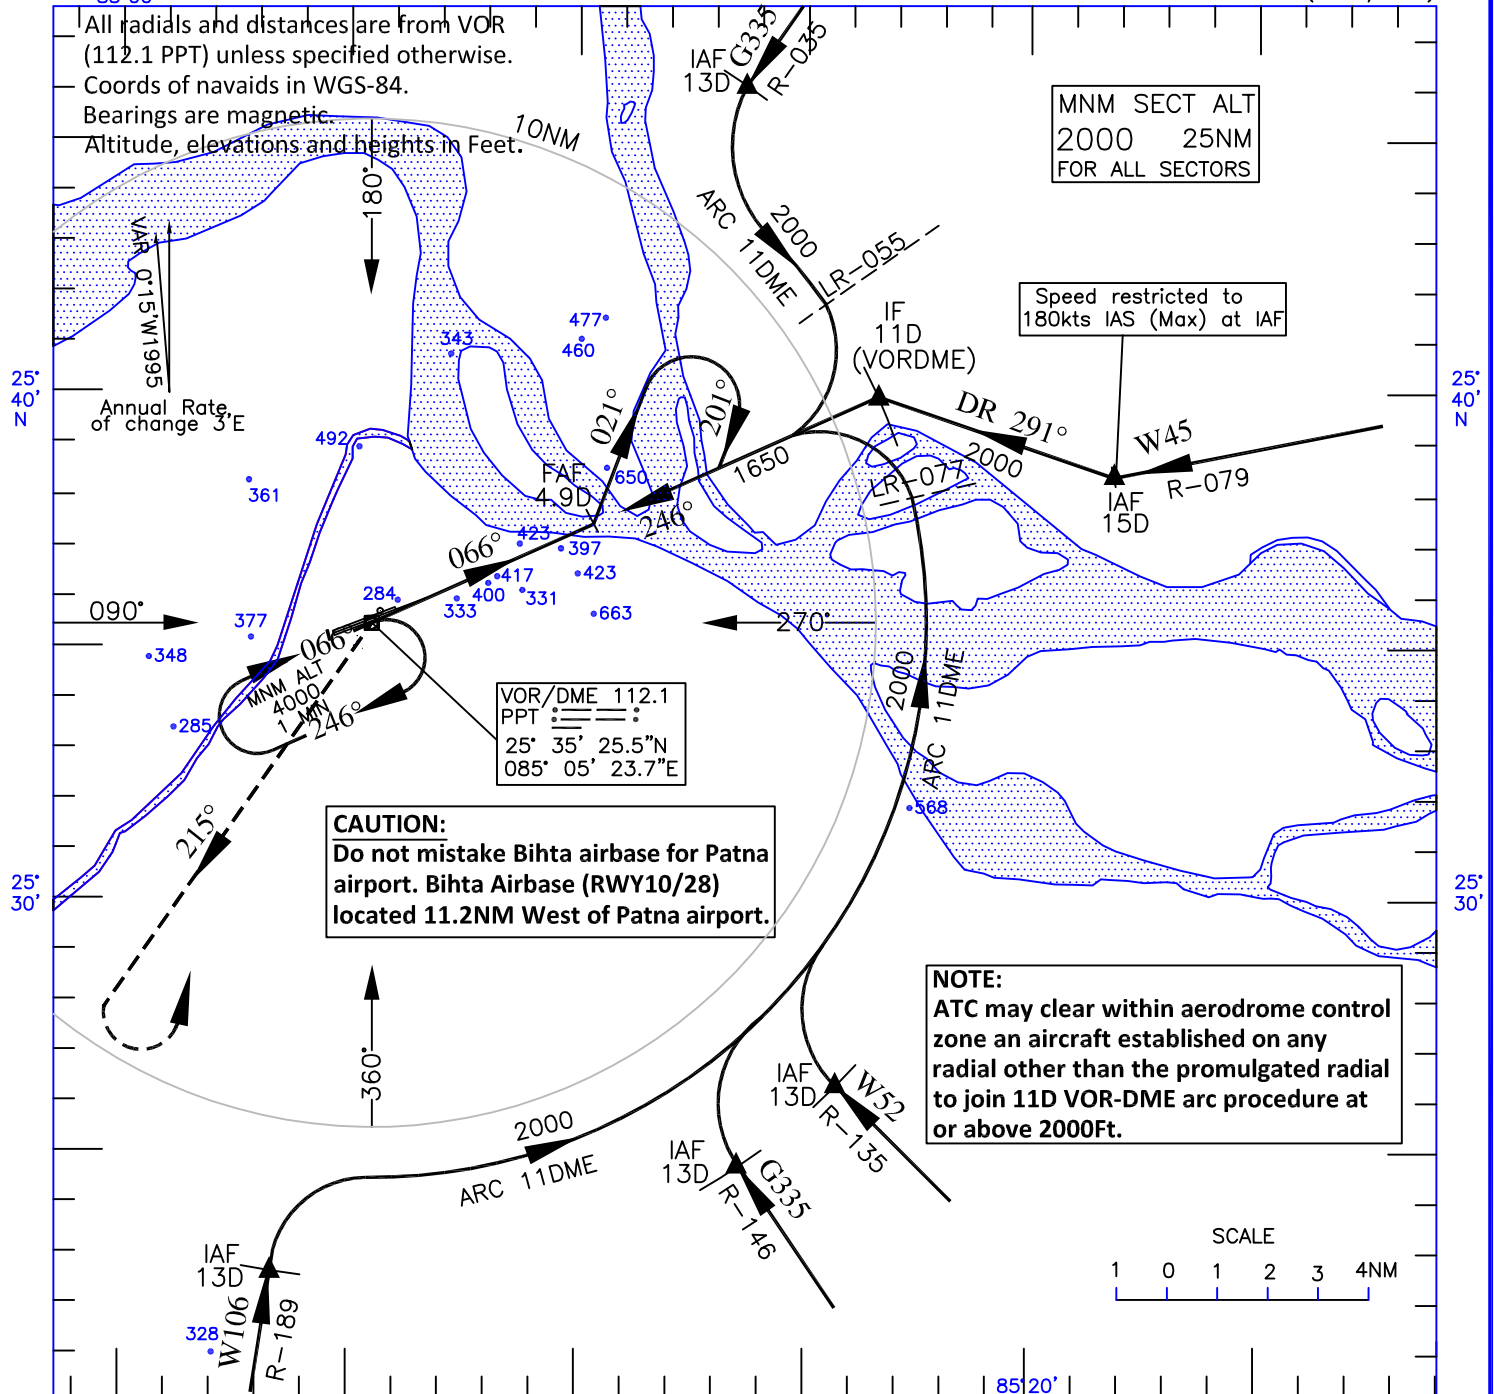 All radials and distances are from VOR
(112.1 PPT) unless specified otherwise.
Coords of navaids in WGS-84.
Bearings are magnetic.
Altitude, elevations and heights in Feet.
10NM
180°
VAR 0°15'W1995
Annual Rate
of change 3'E
IAF
13D
G335
R-035
MNM SECT ALT
2000 25NM
FOR ALL SECTORS
ARC 11DME
2000
LR-055
Speed restricted to
180kts IAS (Max) at IAF
IF
11D
(VORDME)
477
460
343
25°
40'
N
25°
40'
N
DR 291°
2000
W45
R-079
IAF
15D
021°
201°
492
361
FAF
4.9D
650
1650
246°
LR-077
066°
423
397
417
400
423
331
333
663
284
090°
377
348
285
270°
066°
MNM ALT
4000
1 MIN
246°
VOR/DME 112.1
PPT
25° 35' 25.5"N
085° 05' 23.7"E
2000
ARC 11DME
568
215°
CAUTION:
Do not mistake Bihta airbase for Patna
airport. Bihta Airbase (RWY10/28)
located 11.2NM West of Patna airport.
25°
30'
25°
30'
NOTE:
ATC may clear within aerodrome control
zone an aircraft established on any
radial other than the promulgated radial
to join 11D VOR-DME arc procedure at
or above 2000Ft.
360°
IAF
13D
W52
R-135
2000
ARC 11DME
IAF
13D
G335
R-146
IAF
13D
W106
R-189
328
SCALE
1 0 1 2 3 4NM
85°20'